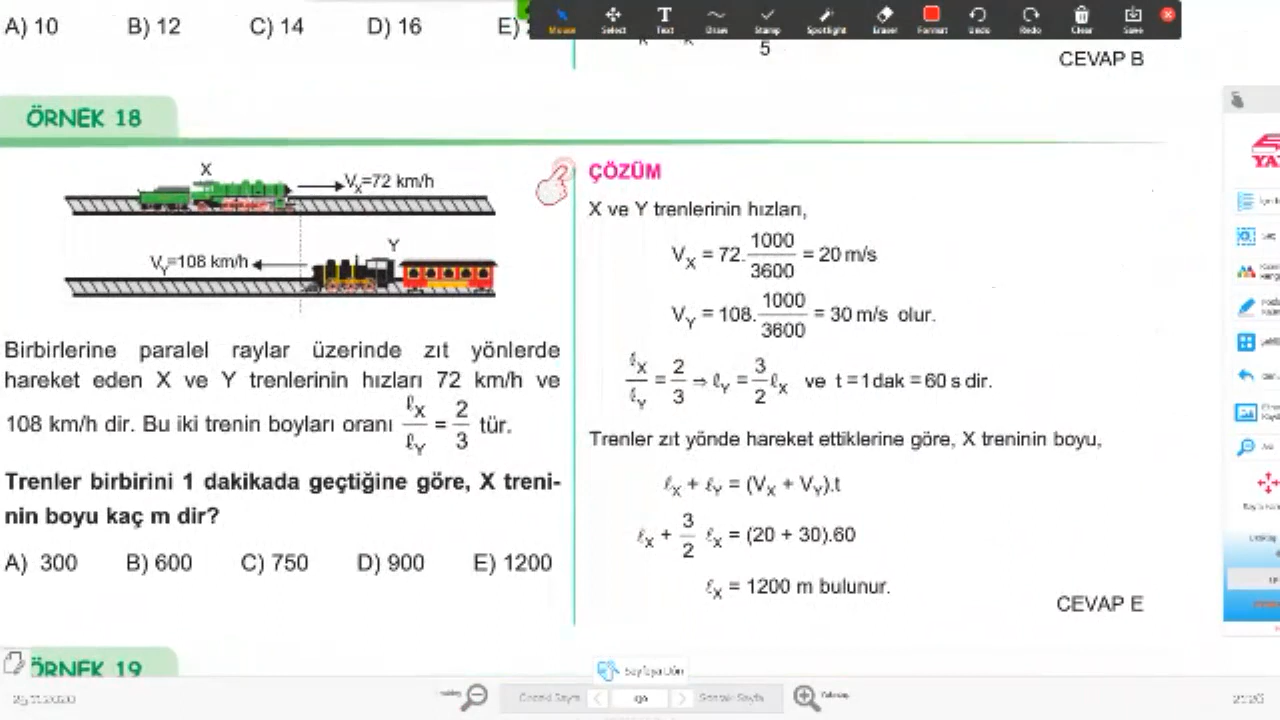 A) 10 B) 12 C) 14 D) 16 E)
Mouse Select Text Draw Stamp Spotlight Eraser Format Undo Redo Clear Save
5
CEVAP B
ÖRNEK 18
X
V_X=72 km/h
Y
V_Y=108 km/h
Birbirlerine paralel raylar üzerinde zıt yönlerde
hareket eden X ve Y trenlerinin hızları 72 km/h ve
108 km/h dir. Bu iki trenin boyları oranı ℓ_X/ℓ_Y = 2/3 tür.
Trenler birbirini 1 dakikada geçtiğine göre, X treni-
nin boyu kaç m dir?
A) 300 B) 600 C) 750 D) 900 E) 1200
ÇÖZÜM
X ve Y trenlerinin hızları,
V_X = 72. 1000/3600 = 20 m/s
V_Y = 108. 1000/3600 = 30 m/s olur.
ℓ_X/ℓ_Y = 2/3 ⇒ ℓ_Y = 3/2 ℓ_X ve t = 1 dak = 60 s dir.
Trenler zıt yönde hareket ettiklerine göre, X treninin boyu,
ℓ_X + ℓ_Y = (V_X + V_Y).t
ℓ_X + 3/2 ℓ_X = (20 + 30).60
ℓ_X = 1200 m bulunur.
CEVAP E
ÖRNEK 19
Sayfaya Dön
Önceki Sayfa
Sonraki Sayfa